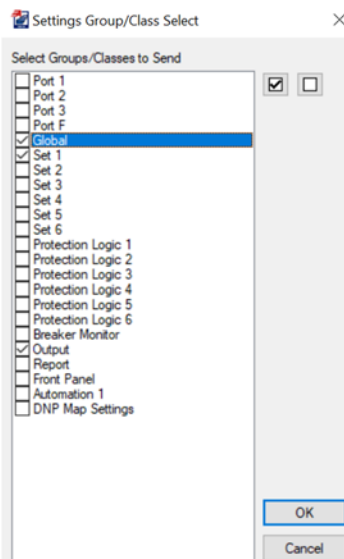 Settings Group/Class Select
Select Groups/Classes to Send
Port 1
Port 2
Port 3
Port F
Global
Set 1
Set 2
Set 3
Set 4
Set 5
Set 6
Protection Logic 1
Protection Logic 2
Protection Logic 3
Protection Logic 4
Protection Logic 5
Protection Logic 6
Breaker Monitor
Output
Report
Front Panel
Automation 1
DNP Map Settings
OK
Cancel